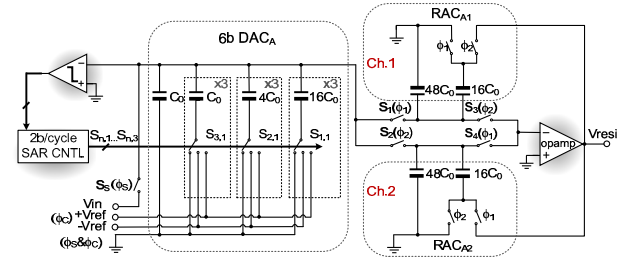 6b DAC_A
RAC_A1
Ch.1
ϕ1
ϕ2
48C0
16C0
x3
x3
x3
C0
C0
4C0
16C0
S1(ϕ1)
S3(ϕ2)
S2(ϕ2)
S4(ϕ1)
2b/cycle
SAR CNTL
Sn,1...Sn,3
S3,1
S2,1
S1,1
opamp
Vresi
SS(ϕS)
48C0
16C0
Ch.2
ϕ2
ϕ1
RAC_A2
Vin
(ϕC) +Vref
-Vref
(ϕS&ϕC)